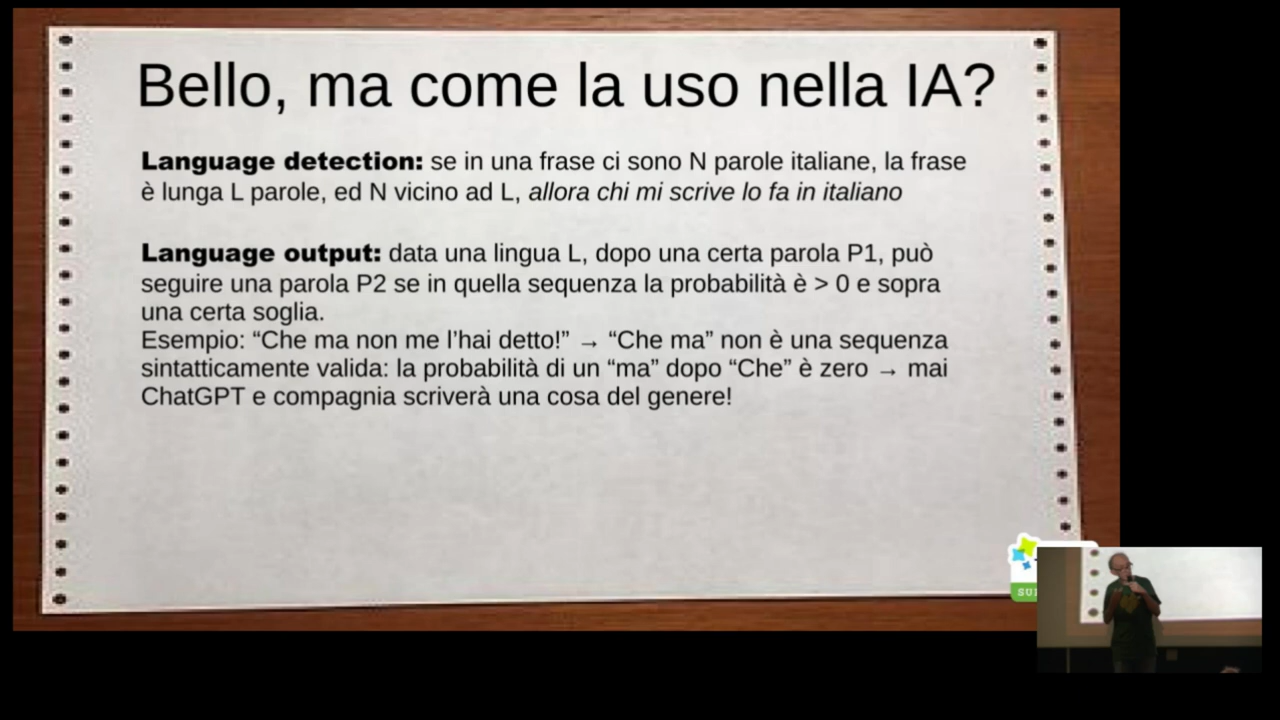 Bello, ma come la uso nella IA?
Language detection: se in una frase ci sono N parole italiane, la frase
è lunga L parole, ed N vicino ad L, allora chi mi scrive lo fa in italiano
Language output: data una lingua L, dopo una certa parola P1, può
seguire una parola P2 se in quella sequenza la probabilità è > 0 e sopra
una certa soglia.
Esempio: “Che ma non me l’hai detto!” → “Che ma” non è una sequenza
sintatticamente valida: la probabilità di un “ma” dopo “Che” è zero → mai
ChatGPT e compagnia scriverà una cosa del genere!